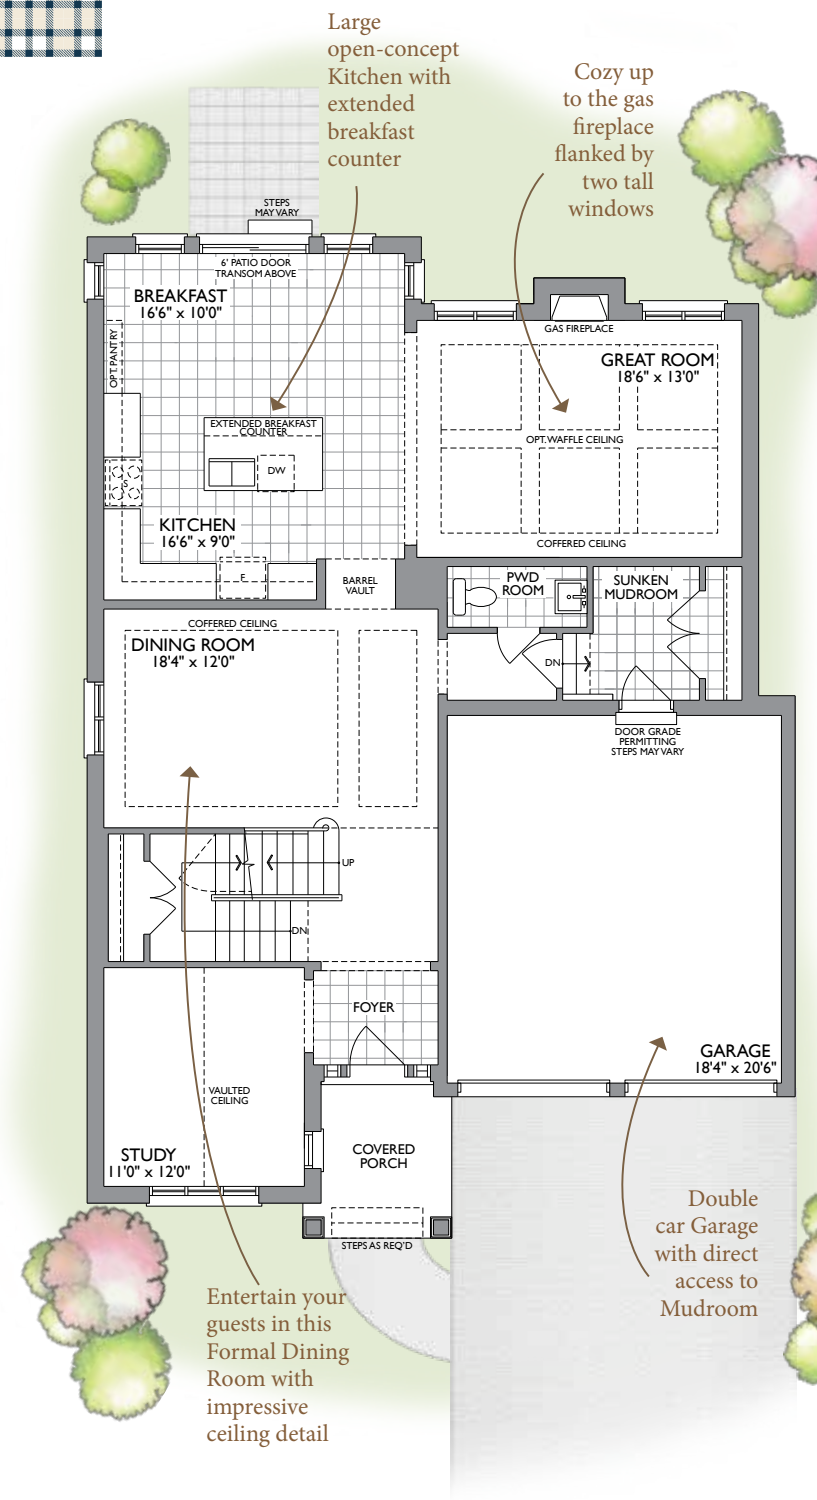 Large
open-concept
Kitchen with
extended
breakfast
counter
Cozy up
to the gas
fireplace
flanked by
two tall
windows
STEPS
MAY VARY
6' PATIO DOOR
TRANSOM ABOVE
BREAKFAST
16'6" x 10'0"
OPT. PANTRY
GAS FIREPLACE
GREAT ROOM
18'6" x 13'0"
EXTENDED BREAKFAST
COUNTER
OPT. WAFFLE CEILING
DW
S
KITCHEN
16'6" x 9'0"
COFFERED CEILING
F
BARREL
VAULT
PWD
ROOM
SUNKEN
MUDROOM
COFFERED CEILING
DINING ROOM
18'4" x 12'0"
DN
DOOR GRADE
PERMITTING
STEPS MAY VARY
UP
DN
FOYER
GARAGE
18'4" x 20'6"
VAULTED
CEILING
STUDY
11'0" x 12'0"
COVERED
PORCH
STEPS AS REQ'D
Double
car Garage
with direct
access to
Mudroom
Entertain your
guests in this
Formal Dining
Room with
impressive
ceiling detail